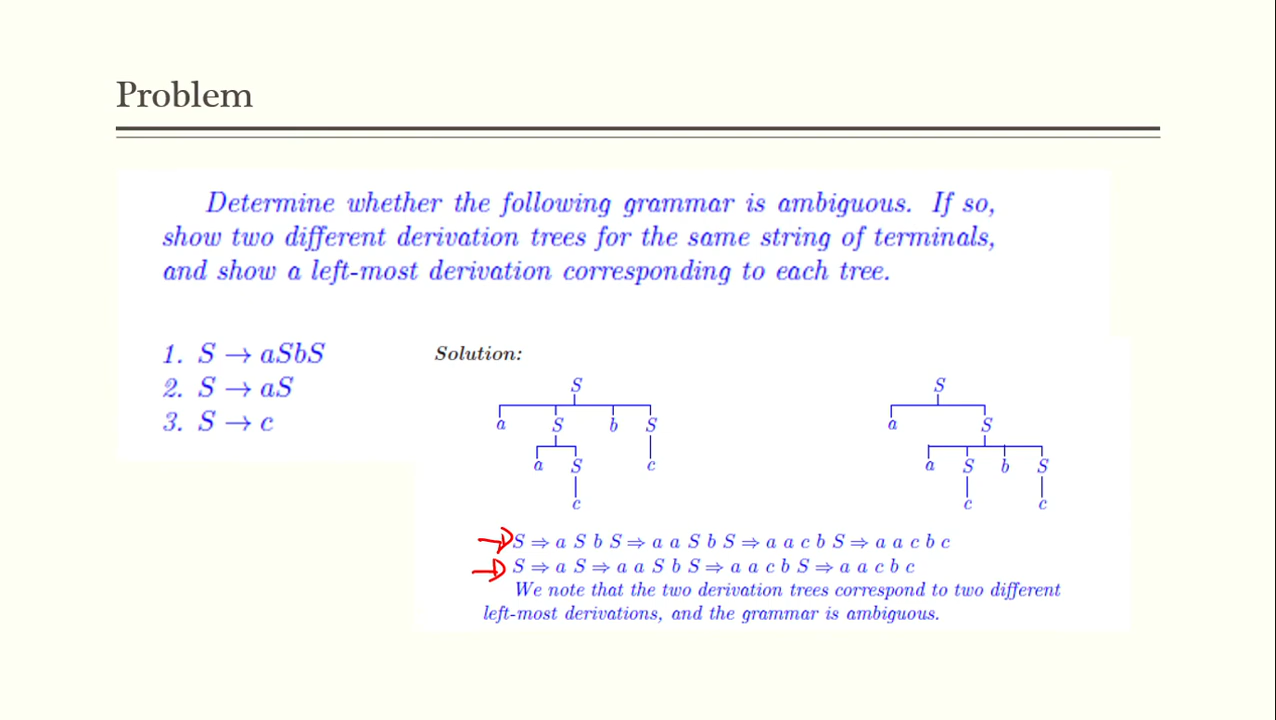 Problem
Determine whether the following grammar is ambiguous. If so,
show two different derivation trees for the same string of terminals,
and show a left-most derivation corresponding to each tree.
1. S → aSbS
2. S → aS
3. S → c
Solution:
S
a S b S
a S c
c
S
a S
a S b S
c c
S ⇒ a S b S ⇒ a a S b S ⇒ a a c b S ⇒ a a c b c
S ⇒ a S ⇒ a a S b S ⇒ a a c b S ⇒ a a c b c
We note that the two derivation trees correspond to two different
left-most derivations, and the grammar is ambiguous.